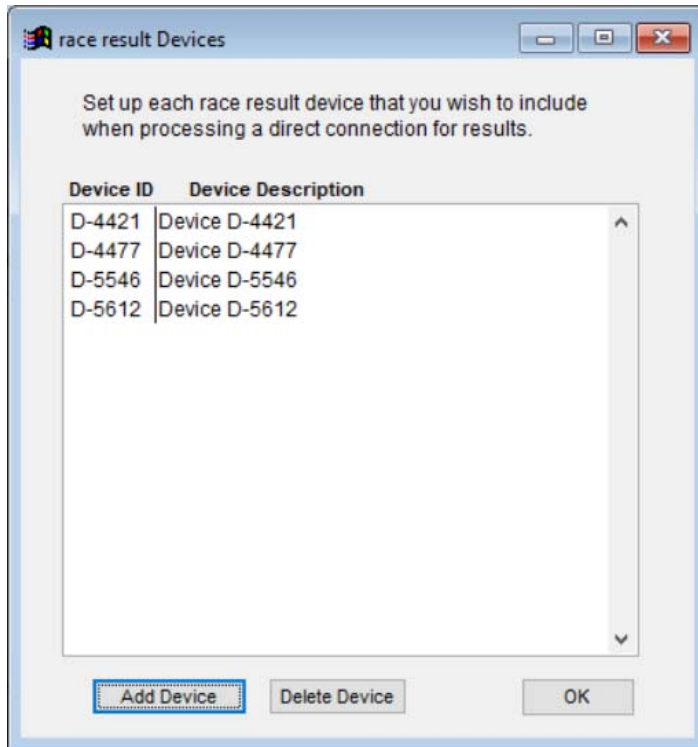 race result Devices
Set up each race result device that you wish to include
when processing a direct connection for results.
Device ID Device Description
D-4421 Device D-4421
D-4477 Device D-4477
D-5546 Device D-5546
D-5612 Device D-5612
Add Device Delete Device OK